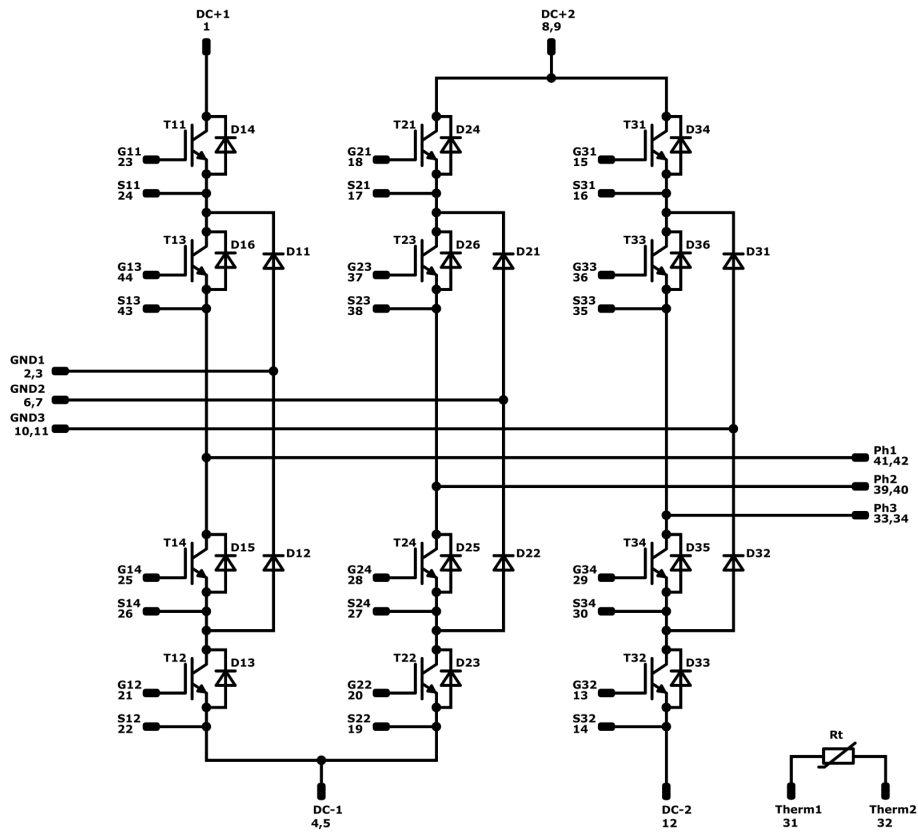 DC+1
1
DC+2
8,9
T11
D14
G11
23
S11
24
T21
D24
G21
18
S21
17
T31
D34
G31
15
S31
16
T13
D16
D11
G13
44
S13
43
T23
D26
D21
G23
37
S23
38
T33
D36
D31
G33
36
S33
35
GND1
2,3
GND2
6,7
GND3
10,11
Ph1
41,42
Ph2
39,40
Ph3
33,34
T14
D15
D12
G14
25
S14
26
T24
D25
D22
G24
28
S24
27
T34
D35
D32
G34
29
S34
30
T12
D13
G12
21
S12
22
T22
D23
G22
20
S22
19
T32
D33
G32
13
S32
14
Rt
DC-1
4,5
DC-2
12
Therm1
31
Therm2
32